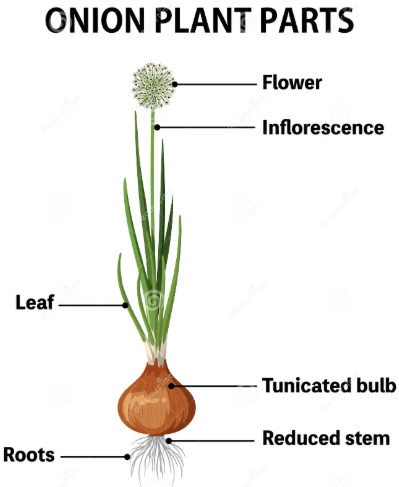 ONION PLANT PARTS
Flower
Inflorescence
Leaf
Tunicated bulb
Reduced stem
Roots